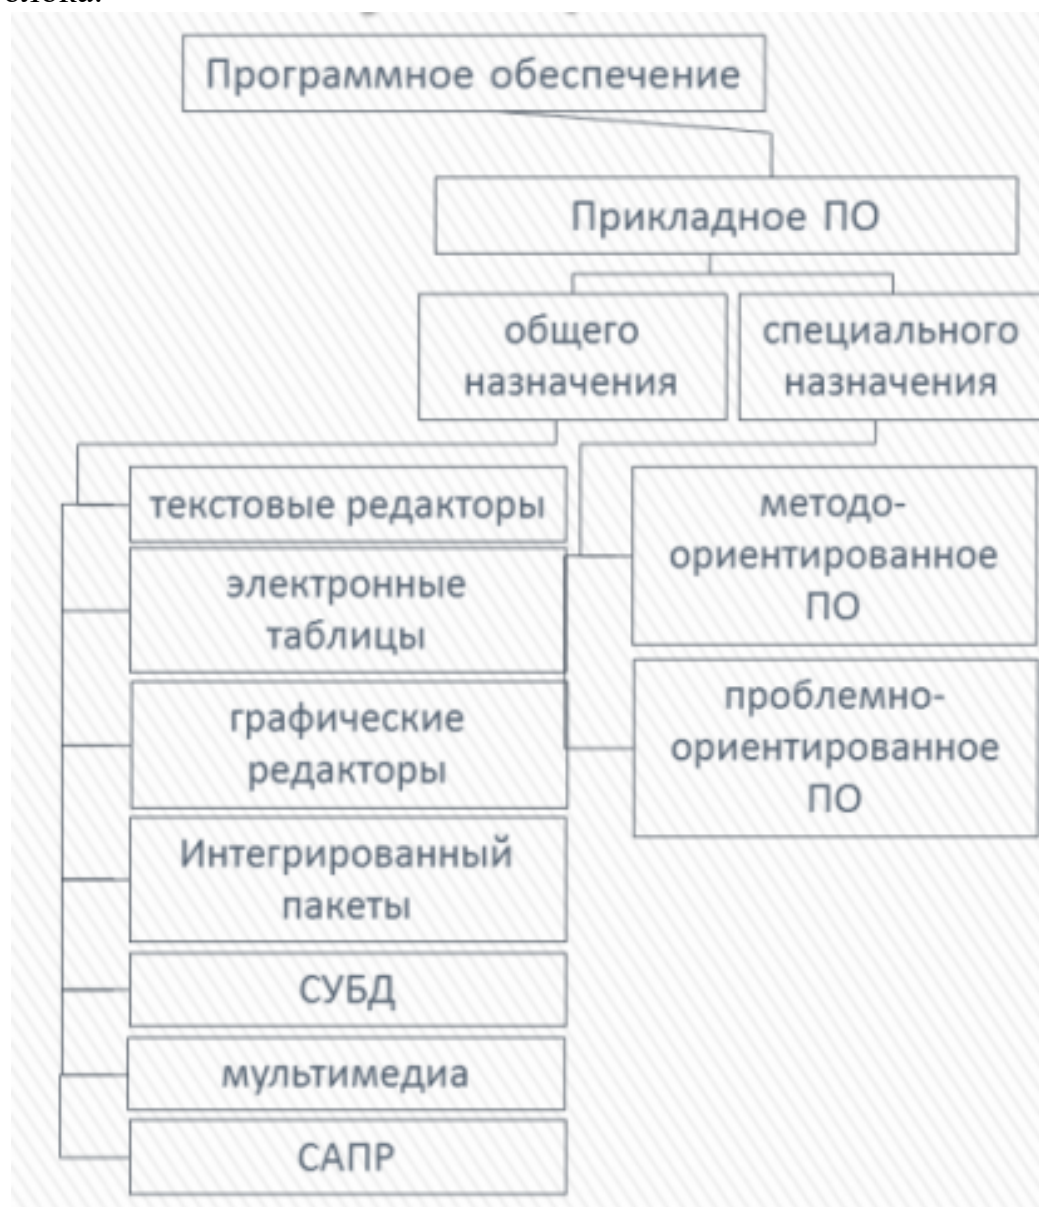 Программное обеспечение
Прикладное ПО
общего
назначения
специального
назначения
текстовые редакторы
электронные
таблицы
графические
редакторы
Интегрированный
пакеты
СУБД
мультимедиа
САПР
методо-
ориентированное
ПО
проблемно-
ориентированное
ПО